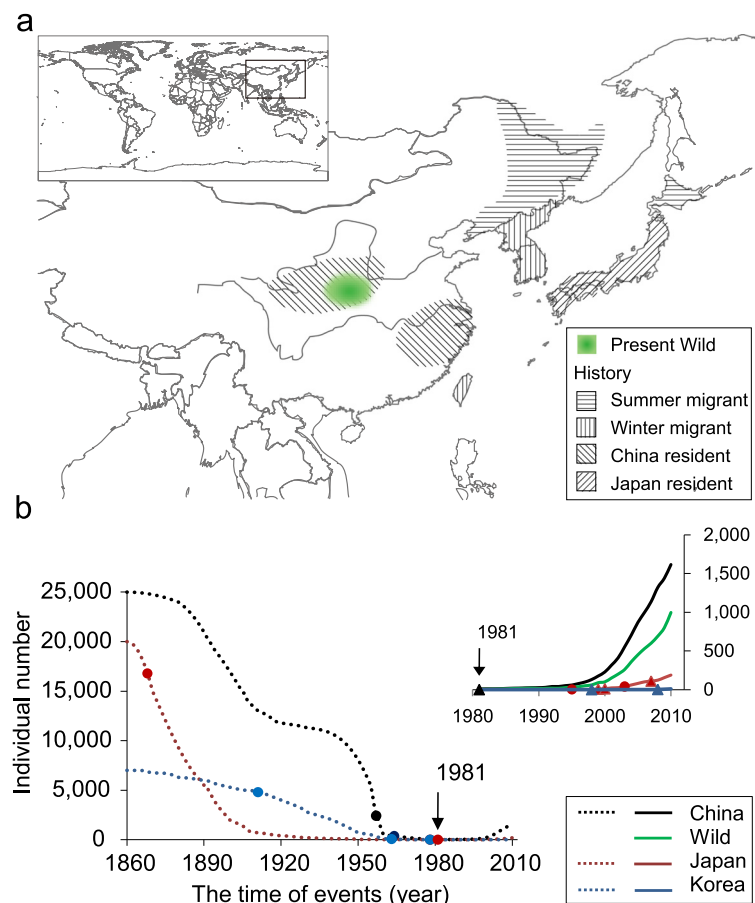 a
Present Wild
History
Summer migrant
Winter migrant
China resident
Japan resident
b
Individual number
25,000
20,000
15,000
10,000
5,000
0
1860
1890
1920
1950
1980
2010
The time of events (year)
1981
2,000
1,500
1,000
500
0
1981
1980
1990
2000
2010
China
Wild
Japan
Korea